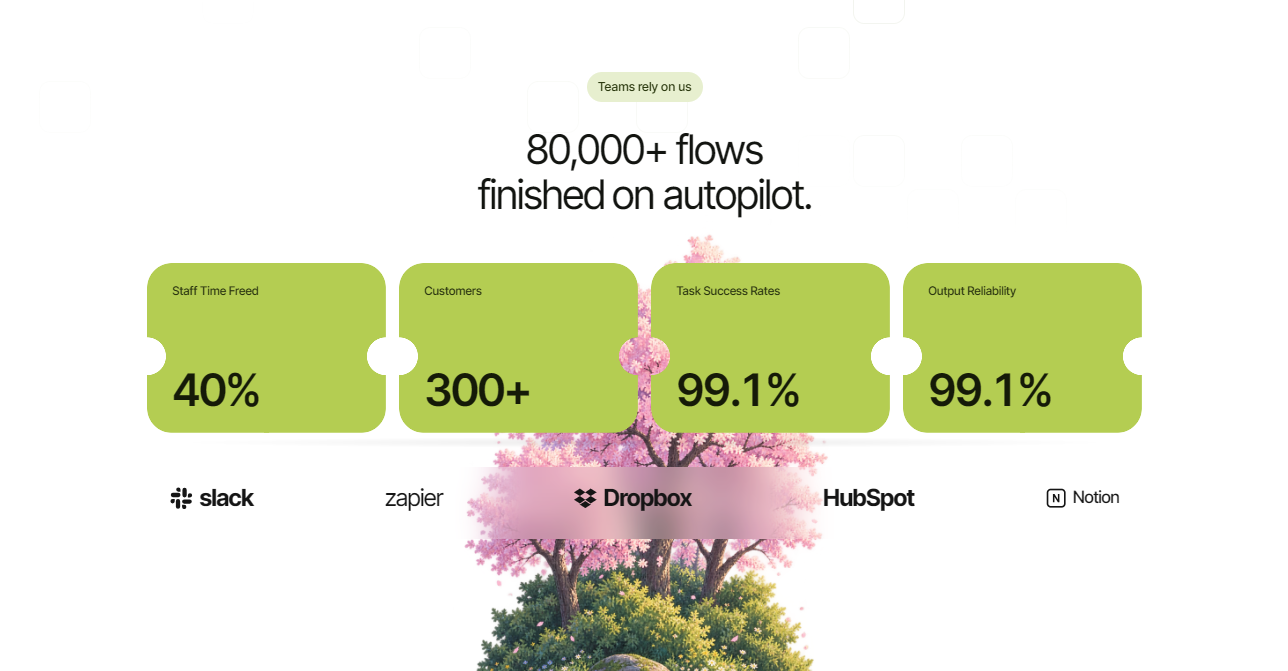 Teams rely on us
80,000+ flows
finished on autopilot.
Staff Time Freed
Customers
Task Success Rates
Output Reliability
40%
300+
99.1%
99.1%
slack
zapier
Dropbox
HubSpot
N Notion